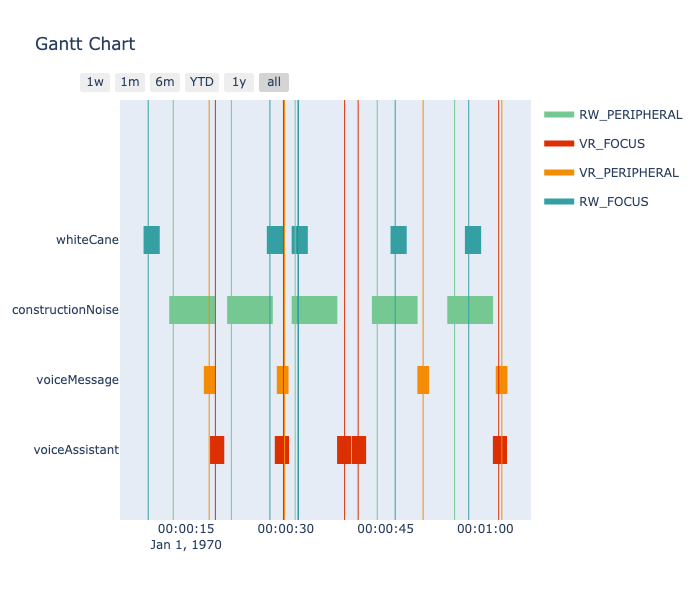 Gantt Chart
1w 1m 6m YTD 1y all
RW_PERIPHERAL
VR_FOCUS
VR_PERIPHERAL
RW_FOCUS
whiteCane
constructionNoise
voiceMessage
voiceAssistant
00:00:15 00:00:30 00:00:45 00:01:00
Jan 1, 1970